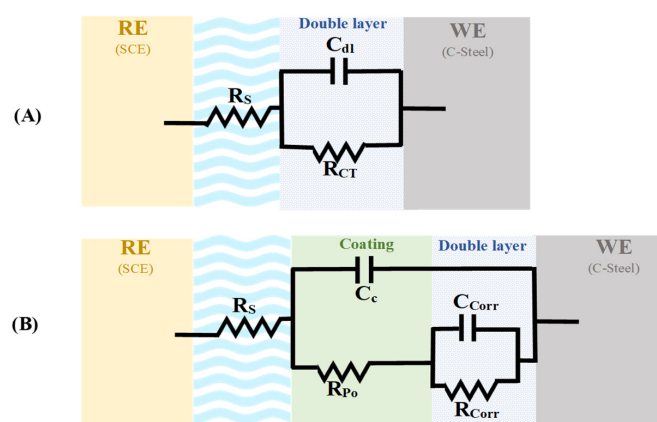 (A)
RE
(SCE)
Double layer
WE
(C-Steel)
Cdl
RS
RCT
(B)
RE
(SCE)
Coating
Double layer
WE
(C-Steel)
Cc
CCorr
RS
RPo
RCorr